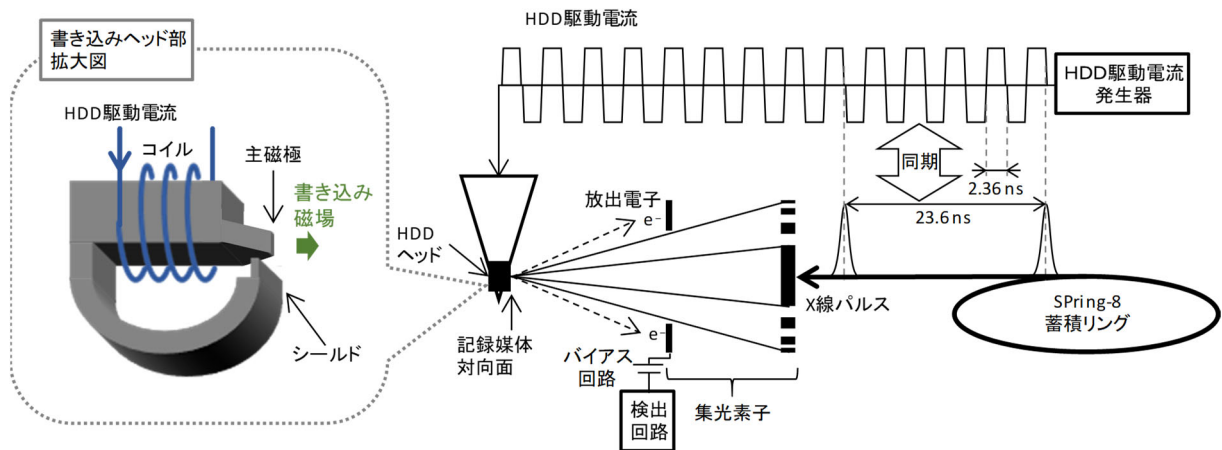 書き込みヘッド部
拡大図
HDD駆動電流
コイル
主磁極
書き込み
磁場
シールド
HDD駆動電流
HDD駆動電流
発生器
同期
2.36 ns
23.6 ns
放出電子
e⁻
HDD
ヘッド
X線パルス
SPring-8
蓄積リング
e⁻
記録媒体
対向面
バイアス
回路
検出
回路
集光素子